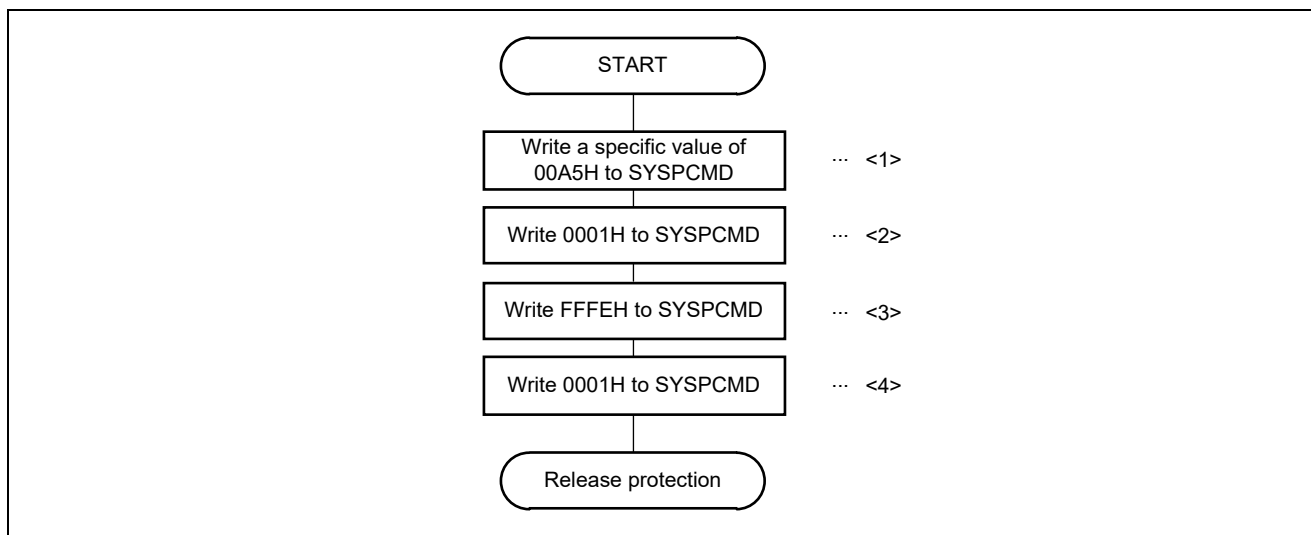 START
Write a specific value of
00A5H to SYSPCMD
... <1>
Write 0001H to SYSPCMD
... <2>
Write FFFEH to SYSPCMD
... <3>
Write 0001H to SYSPCMD
... <4>
Release protection